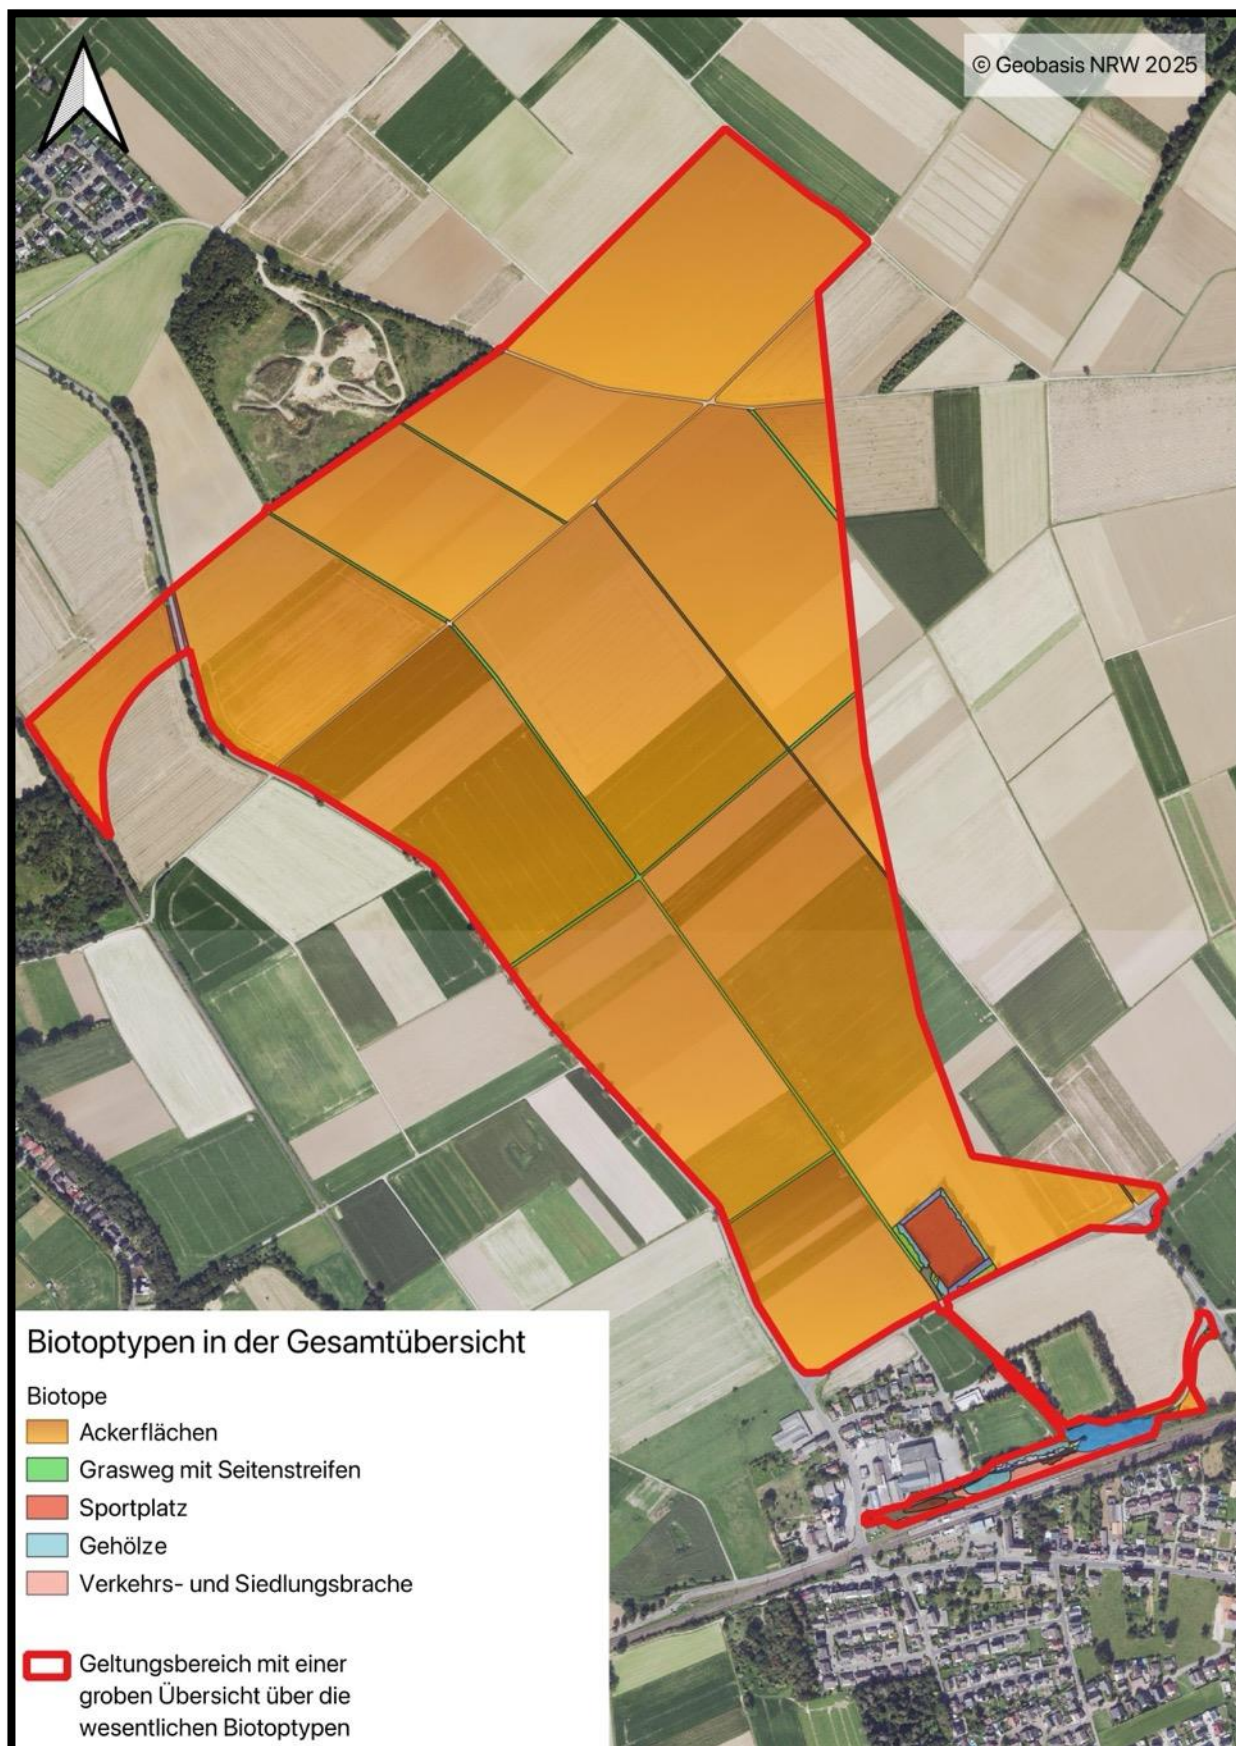 © Geobasis NRW 2025
Biotoptypen in der Gesamtübersicht
Biotope
Ackerflächen
Grasweg mit Seitenstreifen
Sportplatz
Gehölze
Verkehrs- und Siedlungsbrache
Geltungsbereich mit einer
groben Übersicht über die
wesentlichen Biotoptypen